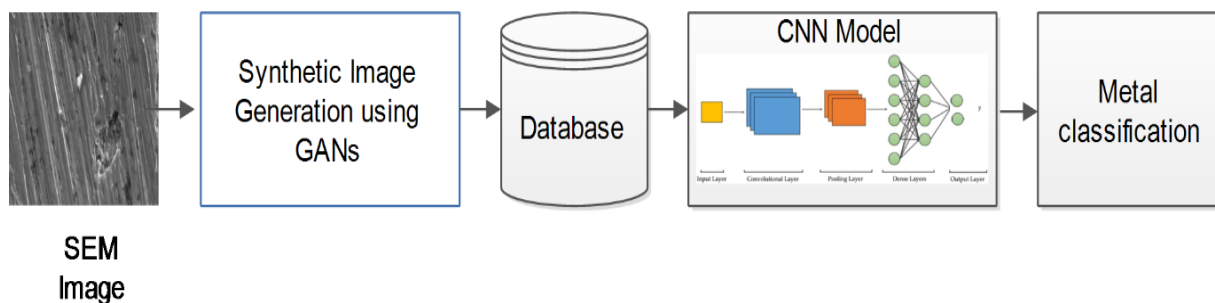 SEM
Image
Synthetic Image
Generation using
GANs
Database
CNN Model
y
Input Layer
Convolutional Layer
Pooling Layer
Dense Layers
Output Layer
Metal
classification